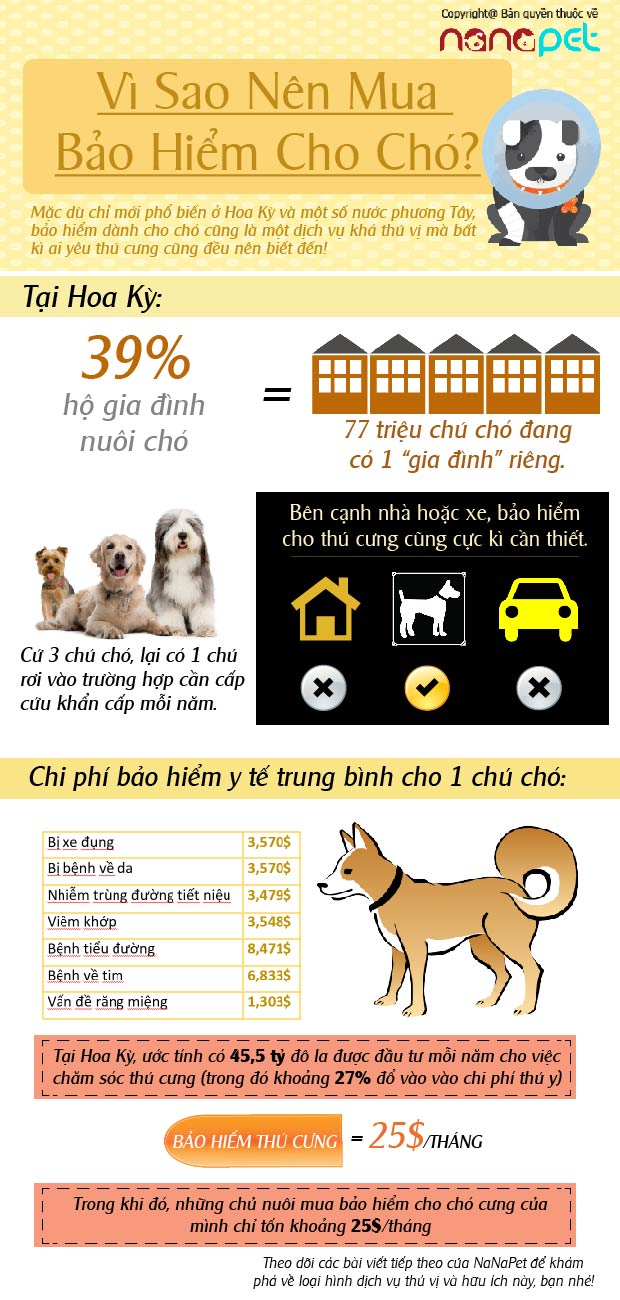 Copyright@ Bản quyền thuộc về
nanapet
Vì Sao Nên Mua
Bảo Hiểm Cho Chó?
Mặc dù chỉ mới phổ biến ở Hoa Kỳ và một số nước phương Tây,
bảo hiểm dành cho chó cũng là một dịch vụ khá thú vị mà bất
kì ai yêu thú cưng cũng đều nên biết đến!
Tại Hoa Kỳ:
39%
hộ gia đình
nuôi chó
=
77 triệu chú chó đang
có 1 “gia đình” riêng.
Bên cạnh nhà hoặc xe, bảo hiểm
cho thú cưng cũng cực kì cần thiết.
Cứ 3 chú chó, lại có 1 chú
rơi vào trường hợp cần cấp
cứu khẩn cấp mỗi năm.
Chi phí bảo hiểm y tế trung bình cho 1 chú chó:
Bị xe đụng 3,570$
Bị bệnh về da 3,570$
Nhiễm trùng đường tiết niệu 3,479$
Viêm khớp 3,548$
Bệnh tiểu đường 8,471$
Bệnh về tim 6,833$
Vấn đề răng miệng 1,303$
Tại Hoa Kỳ, ước tính có 45,5 tỷ đô la được đầu tư mỗi năm cho việc
chăm sóc thú cưng (trong đó khoảng 27% đổ vào vào chi phí thú y)
BẢO HIỂM THÚ CƯNG = 25$/THÁNG
Trong khi đó, những chủ nuôi mua bảo hiểm cho chó cưng của
mình chỉ tốn khoảng 25$/tháng
Theo dõi các bài viết tiếp theo của NaNaPet để khám
phá về loại hình dịch vụ thú vị và hữu ích này, bạn nhé!